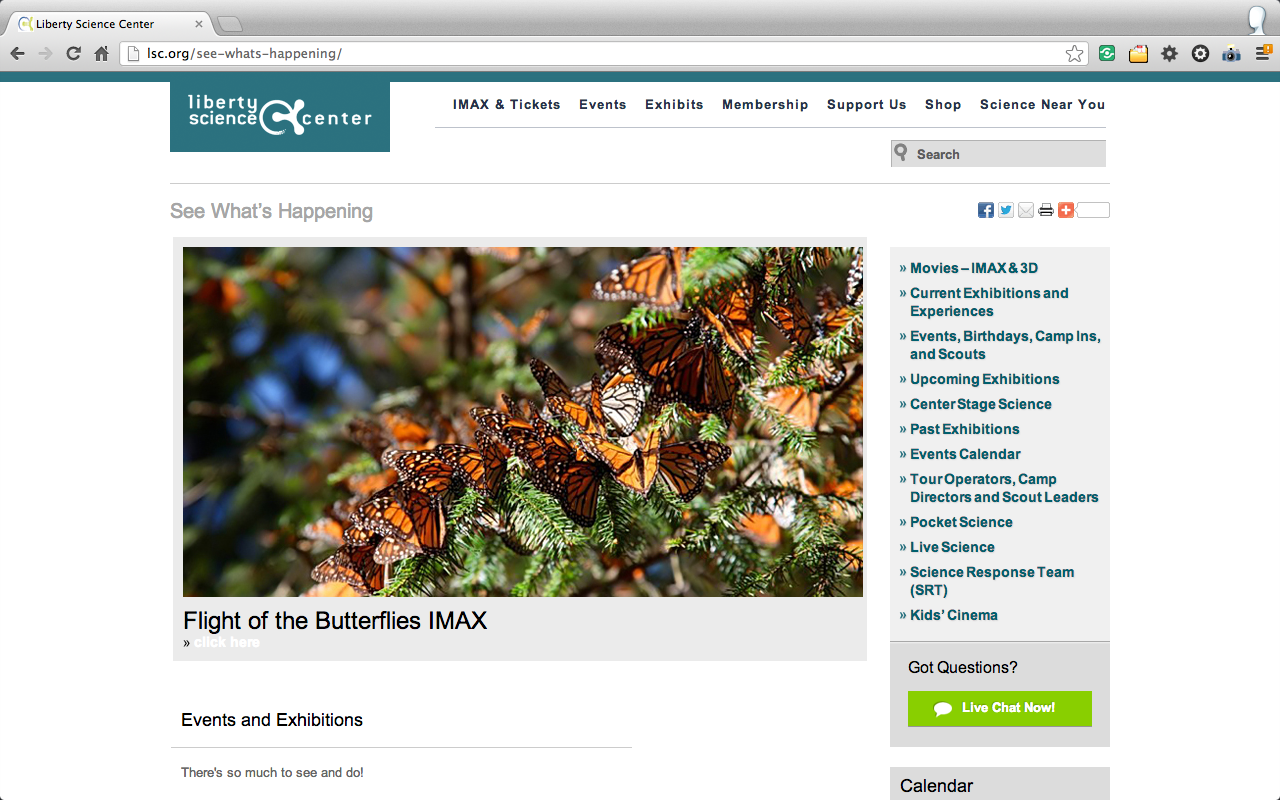 Liberty Science Center
lsc.org/see-whats-happening/
liberty
science center
IMAX & Tickets Events Exhibits Membership Support Us Shop Science Near You
Search
See What's Happening
» Movies – IMAX & 3D
» Current Exhibitions and
Experiences
» Events, Birthdays, Camp Ins,
and Scouts
» Upcoming Exhibitions
» Center Stage Science
» Past Exhibitions
» Events Calendar
» Tour Operators, Camp
Directors and Scout Leaders
» Pocket Science
» Live Science
» Science Response Team
(SRT)
» Kids' Cinema
Flight of the Butterflies IMAX
» click here
Got Questions?
Live Chat Now!
Events and Exhibitions
There's so much to see and do!
Calendar